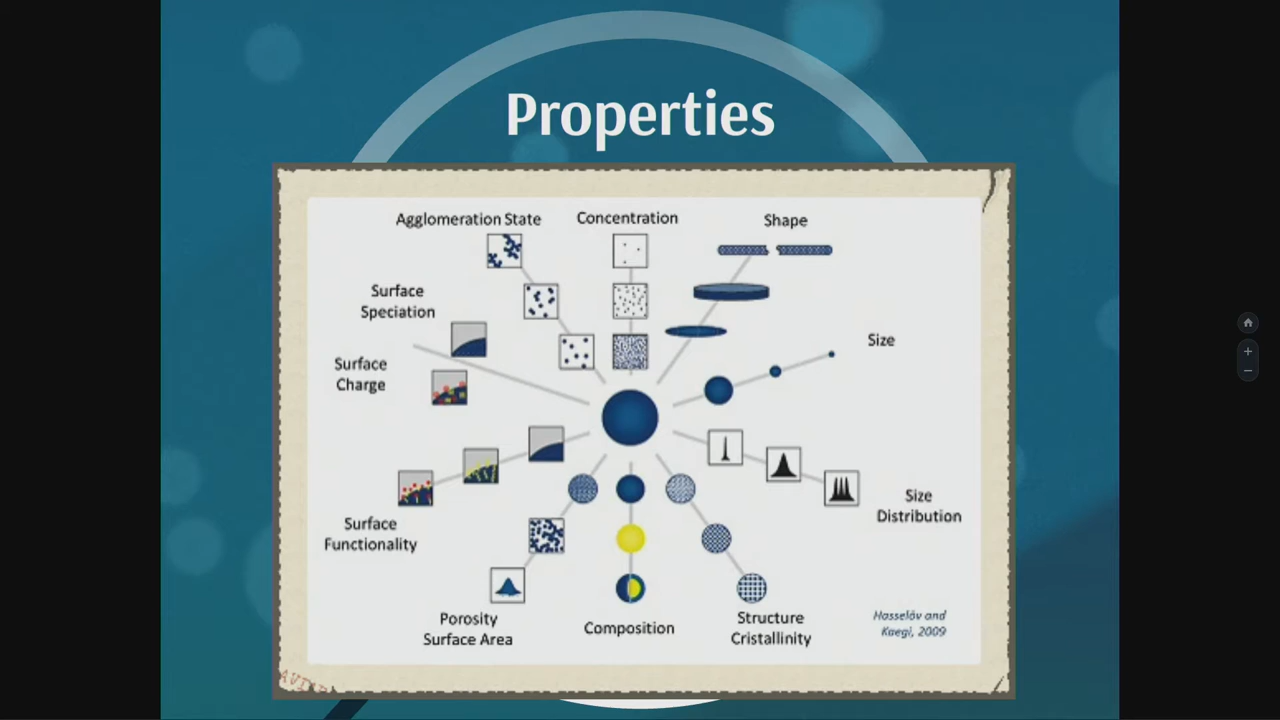 Properties
Agglomeration State
Concentration
Shape
Surface
Speciation
Size
Surface
Charge
Size
Distribution
Surface
Functionality
Porosity
Surface Area
Composition
Structure
Cristallinity
Hasselöv and
Kaegi, 2009